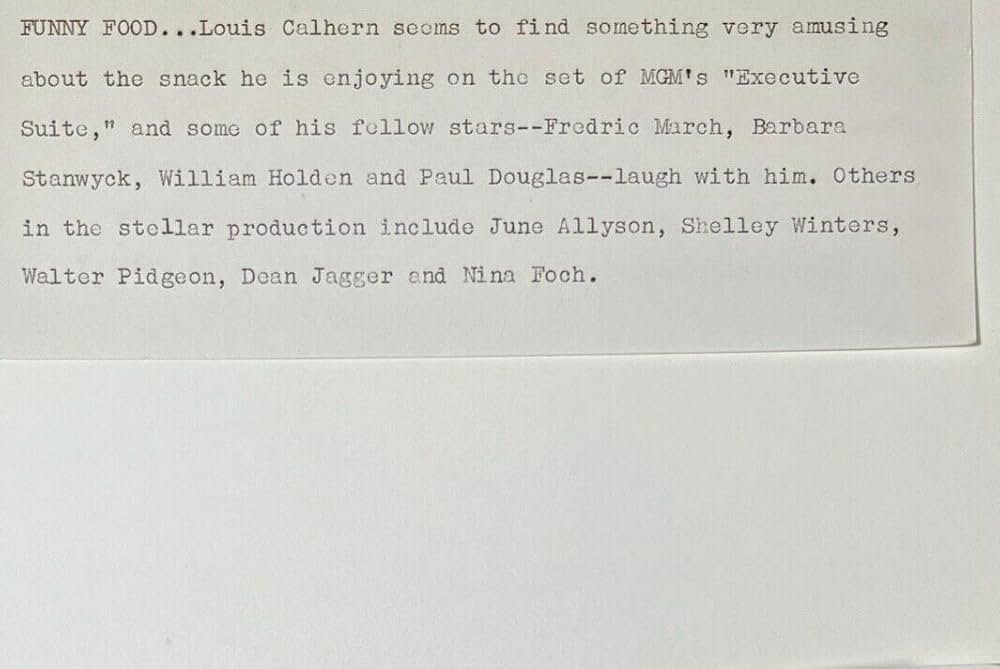 FUNNY FOOD...Louis Calhern seems to find something very amusing
about the snack he is enjoying on the set of MGM's "Executive
Suite," and some of his fellow stars--Fredric March, Barbara
Stanwyck, William Holden and Paul Douglas--laugh with him. Others
in the stellar production include June Allyson, Shelley Winters,
Walter Pidgeon, Dean Jagger and Nina Foch.